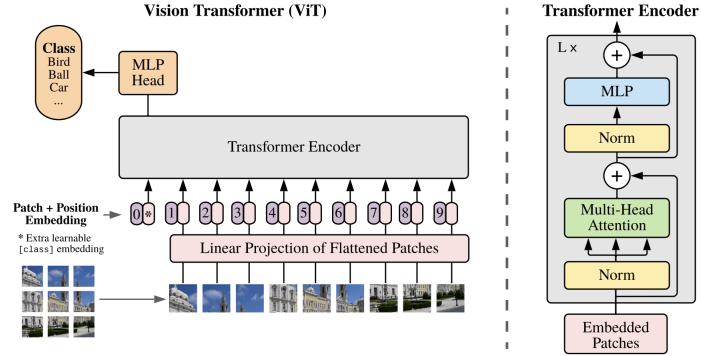 Vision Transformer (ViT)
Class
Bird
Ball
Car
...
MLP
Head
Transformer Encoder
Patch + Position
Embedding
0 * 1 2 3 4 5 6 7 8 9
* Extra learnable
[class] embedding
Linear Projection of Flattened Patches
Transformer Encoder
L ×
+
MLP
Norm
+
Multi-Head
Attention
Norm
Embedded
Patches